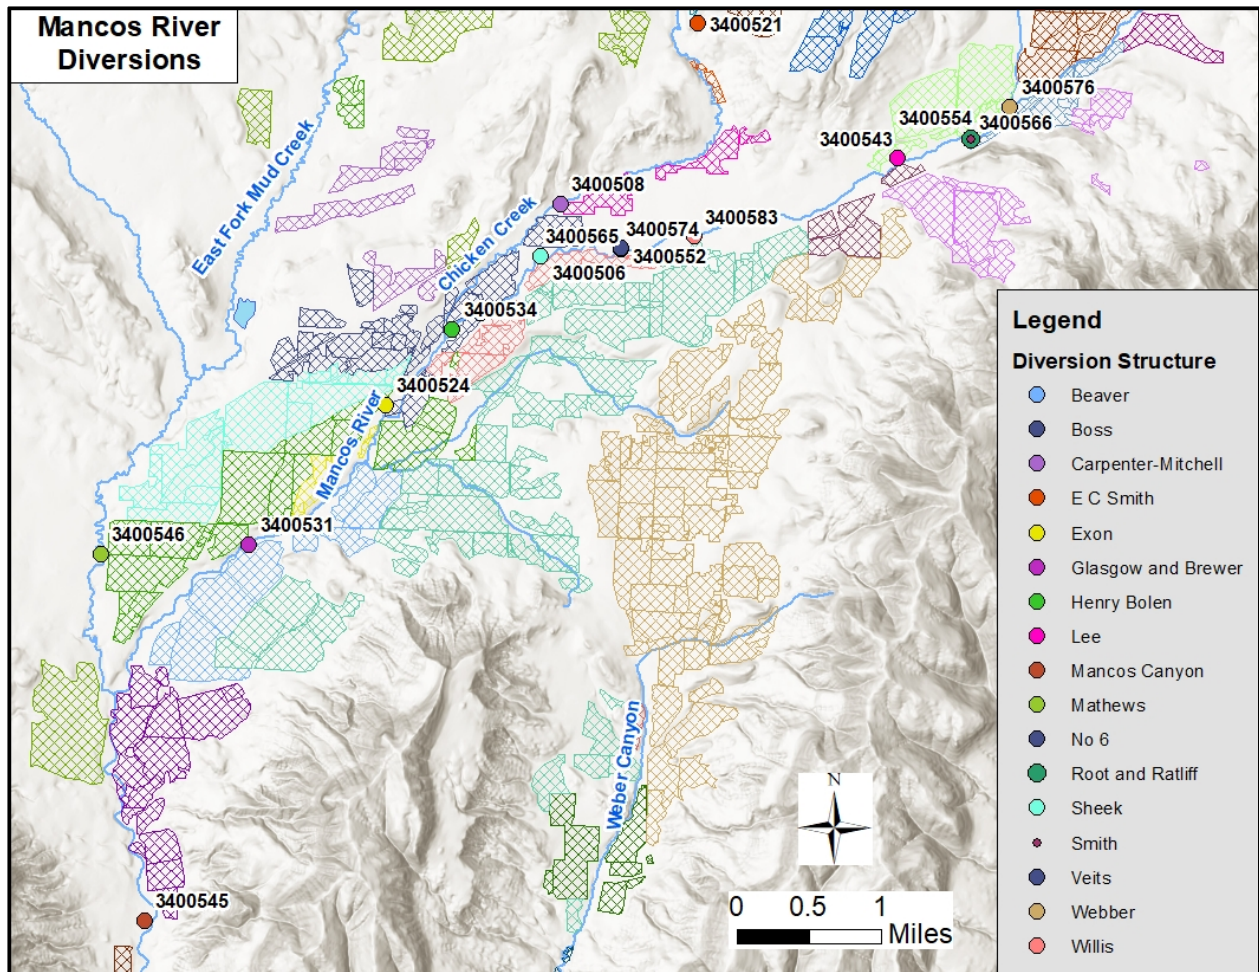 Mancos River
Diversions
3400521
3400576
3400554
3400566
3400543
East Fork Mud Creek
3400508
3400583
3400574
3400565
3400552
3400506
Chicken Creek
3400534
3400524
Mancos River
3400546
3400531
Weber Canyon
3400545
N
0 0.5 1
Miles
Legend
Diversion Structure
Beaver
Boss
Carpenter-Mitchell
E C Smith
Exon
Glasgow and Brewer
Henry Bolen
Lee
Mancos Canyon
Mathews
No 6
Root and Ratliff
Sheek
Smith
Veits
Webber
Willis